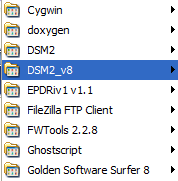 Cygwin
doxygen
DSM2
DSM2_v8
EPDRiv1 v1.1
FileZilla FTP Client
FWTools 2.2.8
Ghostscript
Golden Software Surfer 8